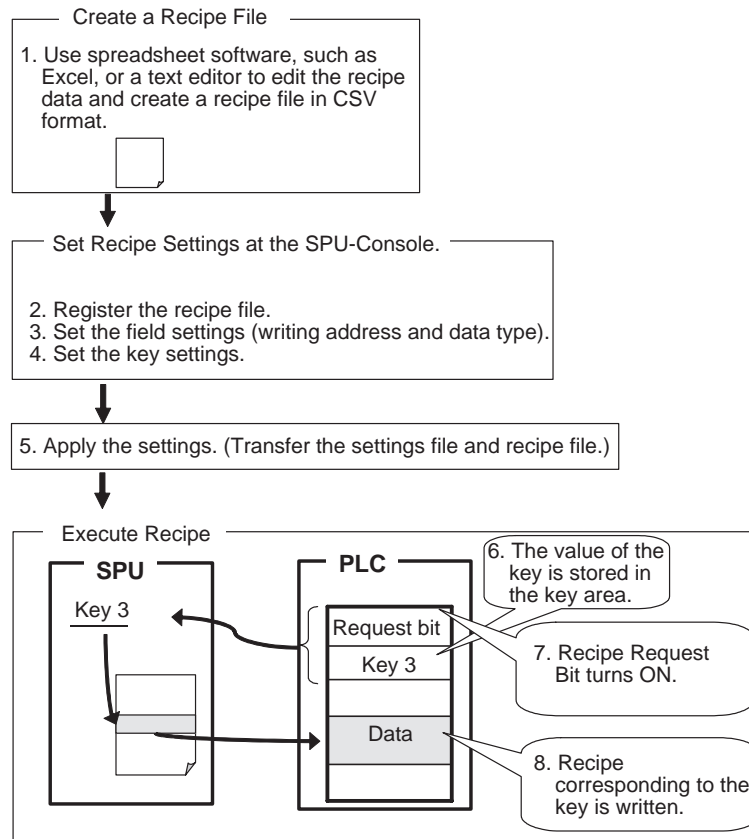 Create a Recipe File
1. Use spreadsheet software, such as
Excel, or a text editor to edit the recipe
data and create a recipe file in CSV
format.
Set Recipe Settings at the SPU-Console.
2. Register the recipe file.
3. Set the field settings (writing address and data type).
4. Set the key settings.
5. Apply the settings. (Transfer the settings file and recipe file.)
Execute Recipe
SPU
Key 3
PLC
Request bit
Key 3
Data
6. The value of the
key is stored in
the key area.
7. Recipe Request
Bit turns ON.
8. Recipe
corresponding to the
key is written.